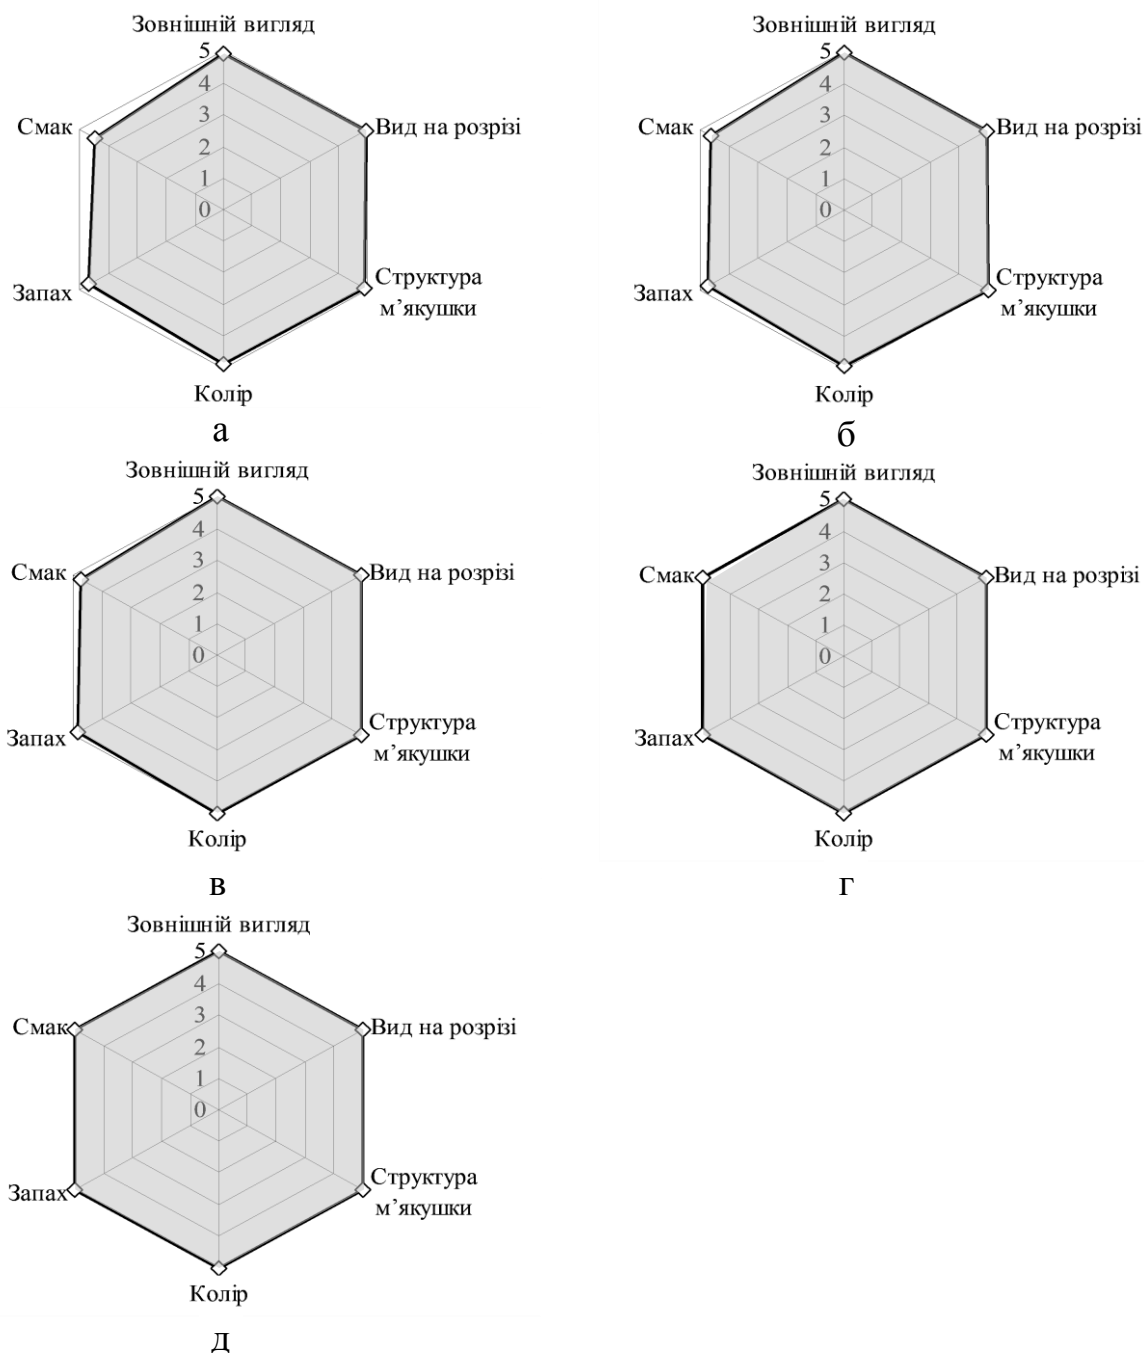 Зовнішній вигляд
5
4
3
2
1
0
Смак
Вид на розрізі
Запах
Структура
м’якушки
Колір
а
Зовнішній вигляд
5
4
3
2
1
0
Смак
Вид на розрізі
Запах
Структура
м’якушки
Колір
б
Зовнішній вигляд
5
4
3
2
1
0
Смак
Вид на розрізі
Запах
Структура
м’якушки
Колір
в
Зовнішній вигляд
5
4
3
2
1
0
Смак
Вид на розрізі
Запах
Структура
м’якушки
Колір
г
Зовнішній вигляд
5
4
3
2
1
0
Смак
Вид на розрізі
Запах
Структура
м’якушки
Колір
д